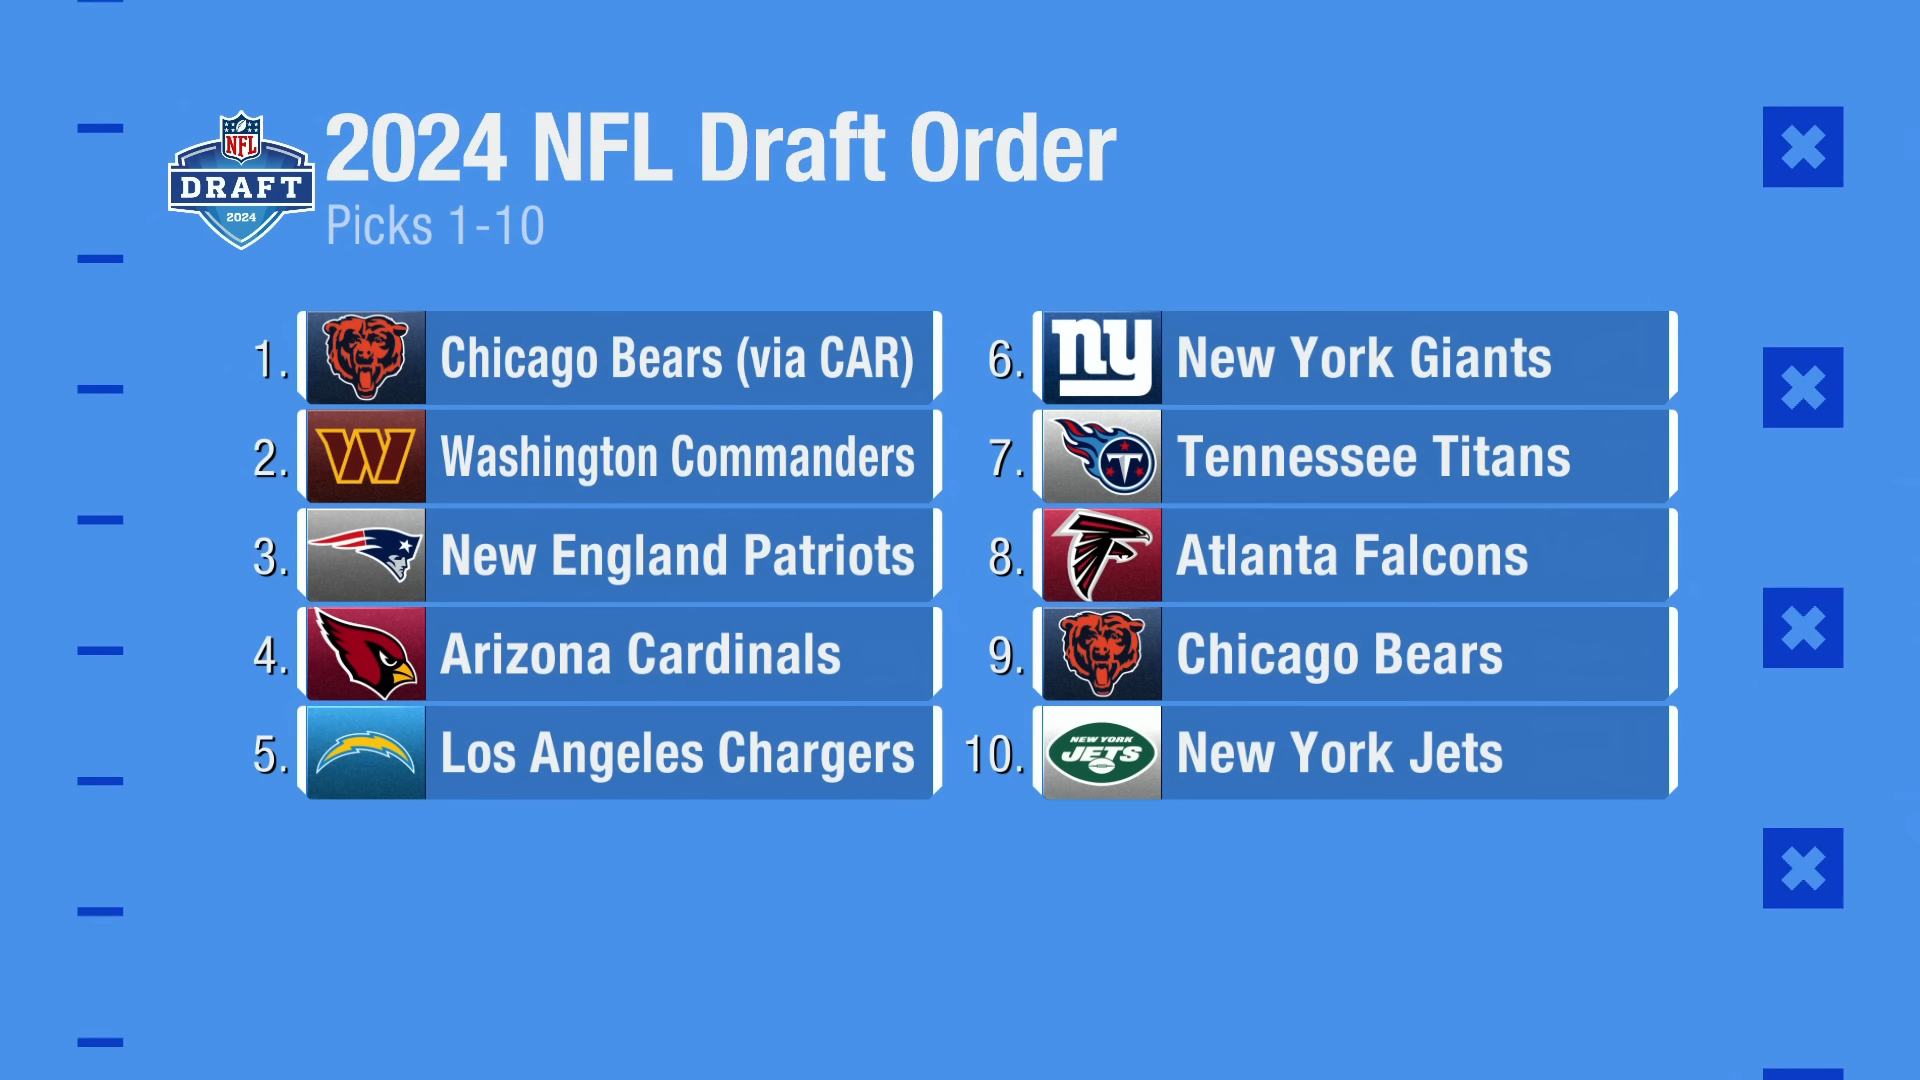 NFL
DRAFT
2024
2024 NFL Draft Order
Picks 1-10
1. Chicago Bears (via CAR)
2. Washington Commanders
3. New England Patriots
4. Arizona Cardinals
5. Los Angeles Chargers
6. ny New York Giants
7. T Tennessee Titans
8. Atlanta Falcons
9. Chicago Bears
10. NEW YORK JETS New York Jets